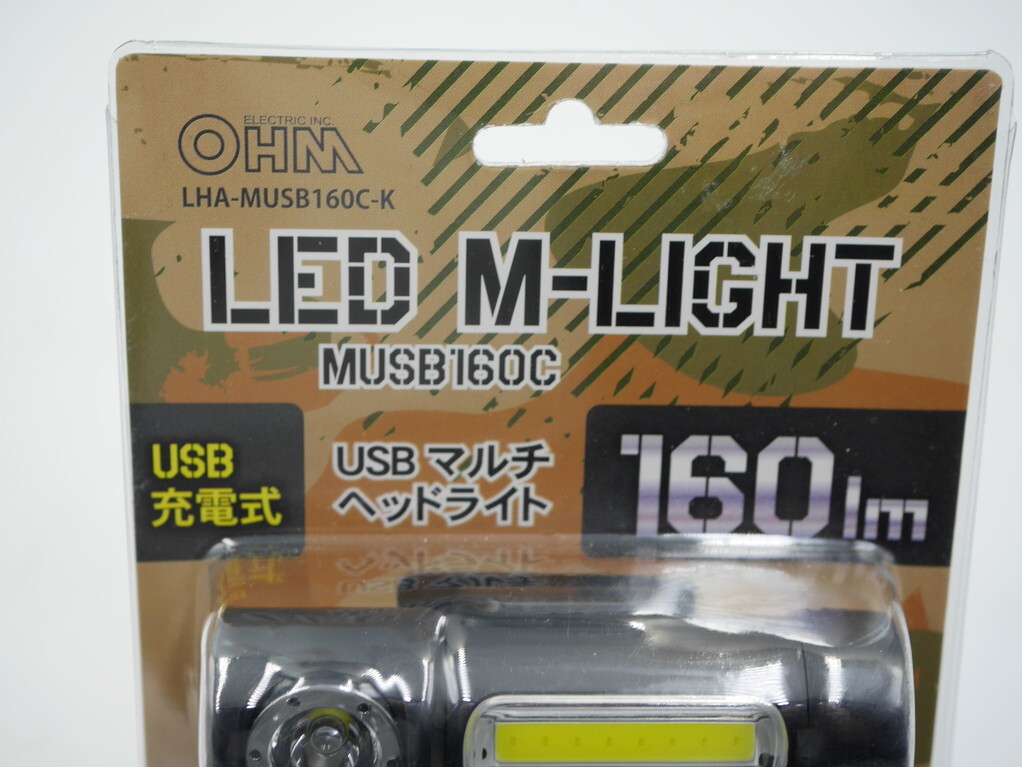 ELECTRIC INC.
OHM
LHA-MUSB160C-K
LED M-LIGHT
MUSB160C
USB
充電式
USB マルチ
ヘッドライト
160lm